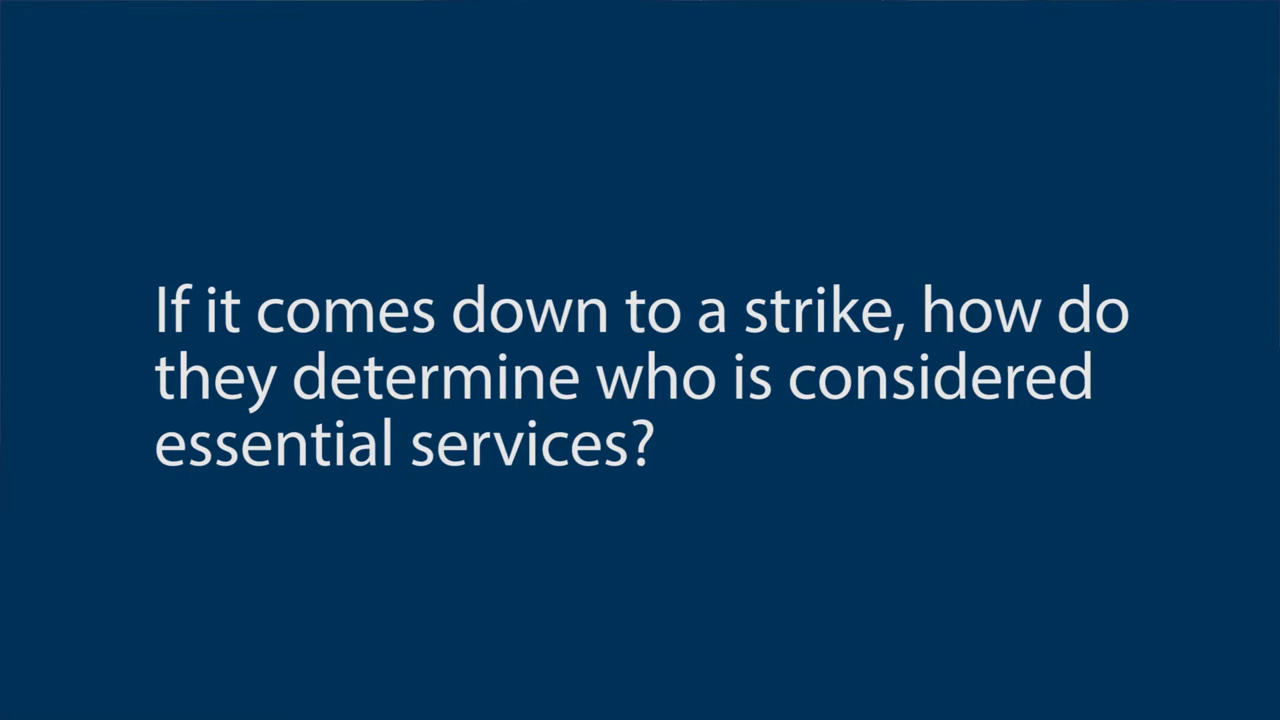 If it comes down to a strike, how do
they determine who is considered
essential services?